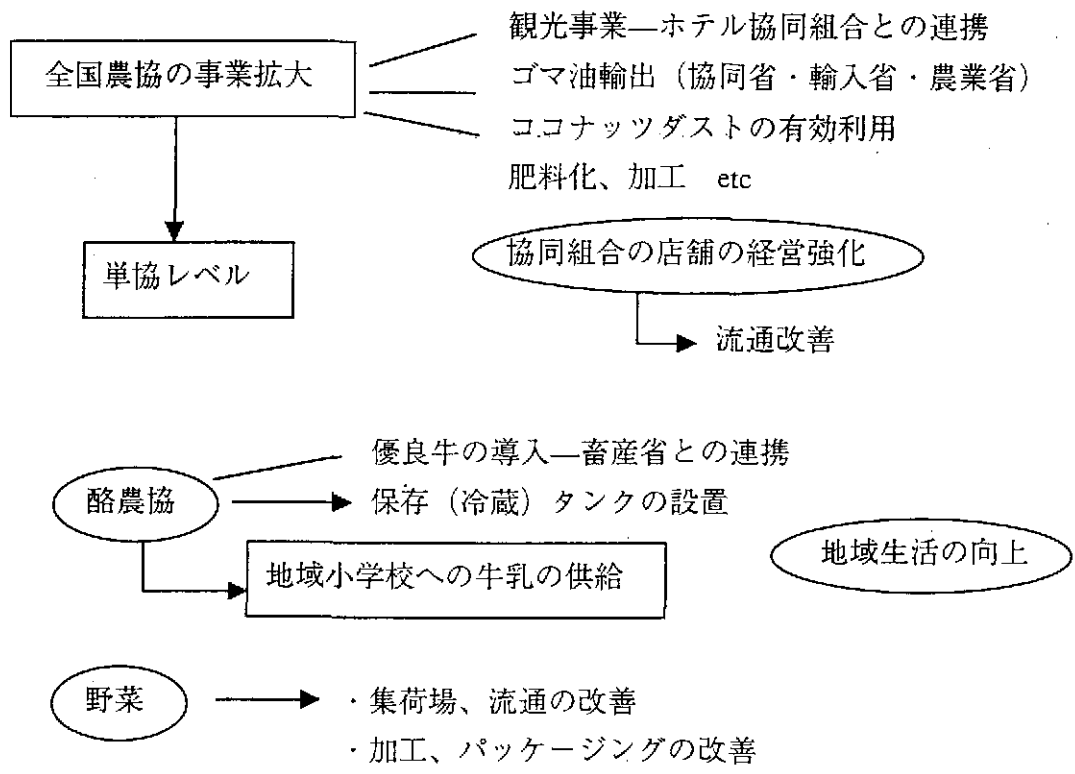 観光事業―ホテル協同組合との連携
全国農協の事業拡大
ゴマ油輸出（協同省・輸入省・農業省）
ココナッツダストの有効利用
肥料化、加工　etc
単協レベル
協同組合の店舗の経営強化
流通改善
優良牛の導入―畜産省との連携
酪農協
保存（冷蔵）タンクの設置
地域小学校への牛乳の供給
地域生活の向上
野菜
・集荷場、流通の改善
・加工、パッケージングの改善